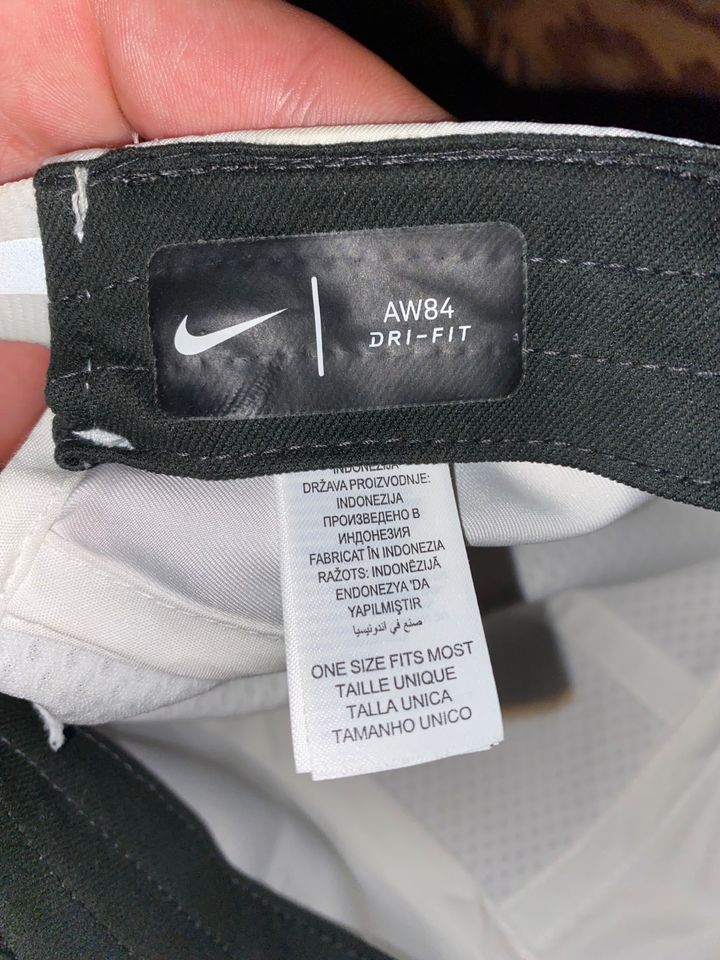 AW84
DRI-FIT
INDONEZIJA
DRŽAVA PROIZVODNJE:
INDONEZIJA
ПРОИЗВЕДЕНО В
ИНДОНЕЗИЯ
FABRICAT ÎN INDONEZIA
RAŽOTS: INDONĒZIJĀ
ENDONEZYA 'DA
YAPILMIŞTIR
صنع في اندونيسيا
ONE SIZE FITS MOST
TAILLE UNIQUE
TALLA UNICA
TAMANHO UNICO